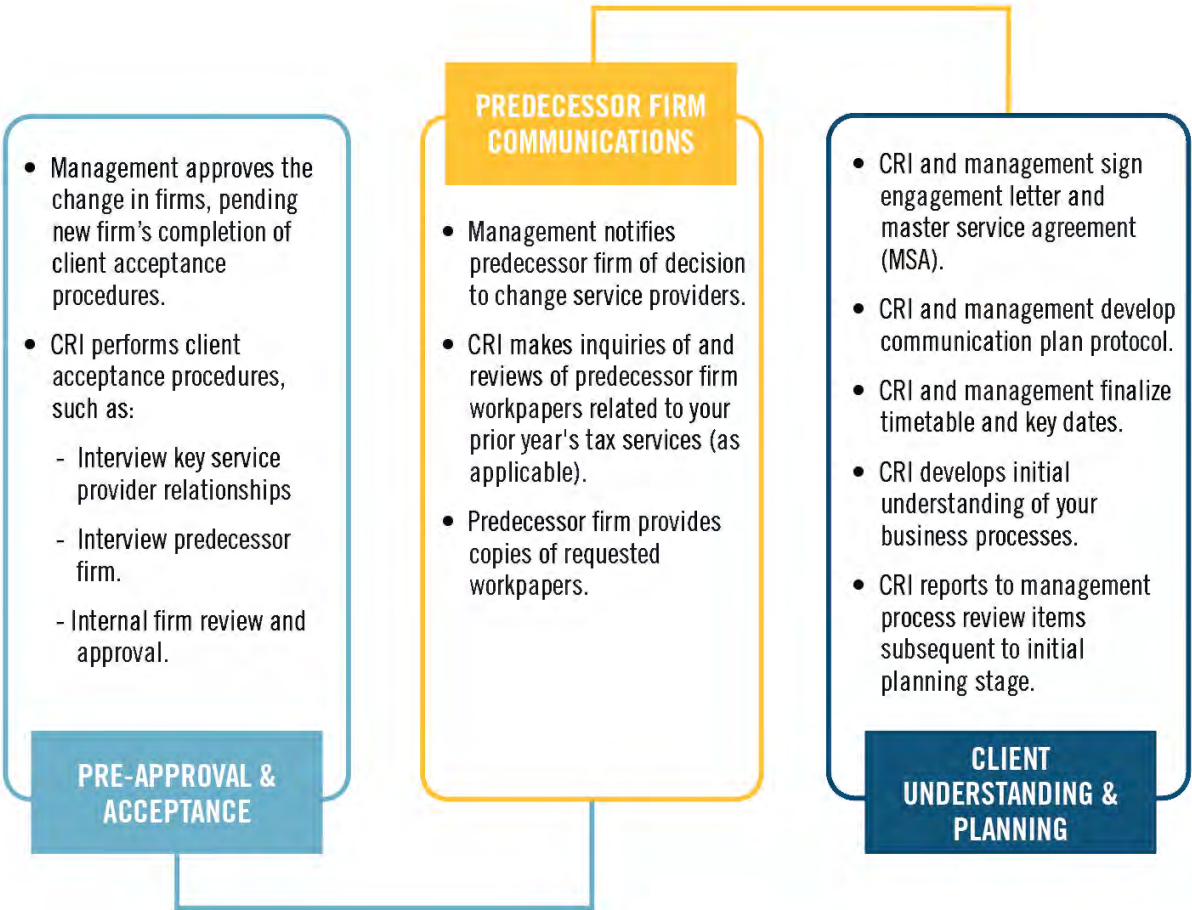 • Management approves the
change in firms, pending
new firm's completion of
client acceptance
procedures.
• CRI performs client
acceptance procedures,
such as:
- Interview key service
provider relationships
- Interview predecessor
firm.
- Internal firm review and
approval.
PRE-APPROVAL &
ACCEPTANCE
PREDECESSOR FIRM
COMMUNICATIONS
• Management notifies
predecessor firm of decision
to change service providers.
• CRI makes inquiries of and
reviews of predecessor firm
workpapers related to your
prior year's tax services (as
applicable).
• Predecessor firm provides
copies of requested
workpapers.
• CRI and management sign
engagement letter and
master service agreement
(MSA).
• CRI and management develop
communication plan protocol.
• CRI and management finalize
timetable and key dates.
• CRI develops initial
understanding of your
business processes.
• CRI reports to management
process review items
subsequent to initial
planning stage.
CLIENT
UNDERSTANDING &
PLANNING